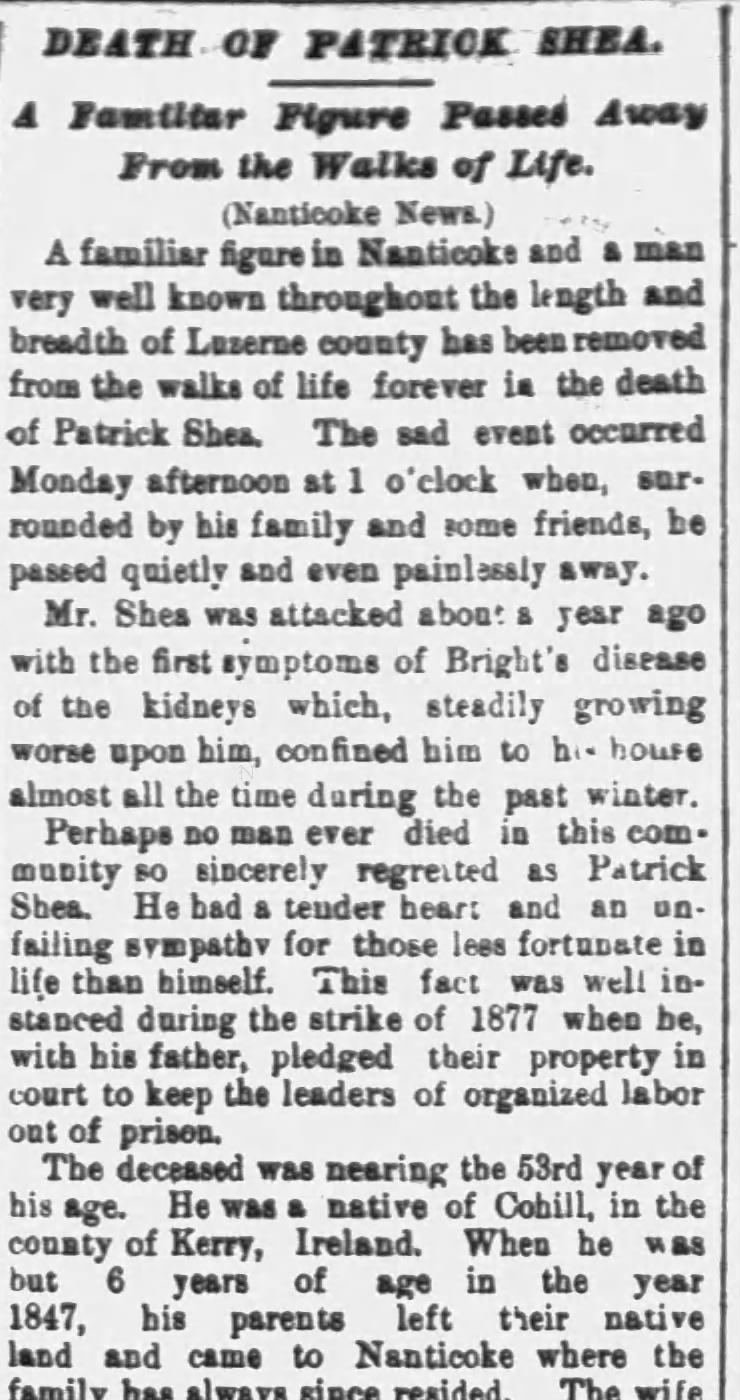 DEATH OF PATRICK SHEA.
A Familiar Figure Passes Away
From the Walks of Life.
(Nanticoke News.)
A familiar figure in Nanticoke and a man
very well known throughout the length and
breadth of Luzerne county has been removed
from the walks of life forever in the death
of Patrick Shea. The sad event occurred
Monday afternoon at 1 o'clock when, sur-
rounded by his family and some friends, he
passed quietly and even painlessly away.
Mr. Shea was attacked about a year ago
with the first symptoms of Bright's disease
of the kidneys which, steadily growing
worse upon him, confined him to his house
almost all the time during the past winter.
Perhaps no man ever died in this com-
munity so sincerely regretted as Patrick
Shea. He had a tender heart and an un-
failing sympathy for those less fortunate in
life than himself. This fact was well in-
stanced during the strike of 1877 when he,
with his father, pledged their property in
court to keep the leaders of organized labor
out of prison.
The deceased was nearing the 53rd year of
his age. He was a native of Cohill, in the
county of Kerry, Ireland. When he was
but 6 years of age in the year
1847, his parents left their native
land and came to Nanticoke where the
family has always since resided. The wife